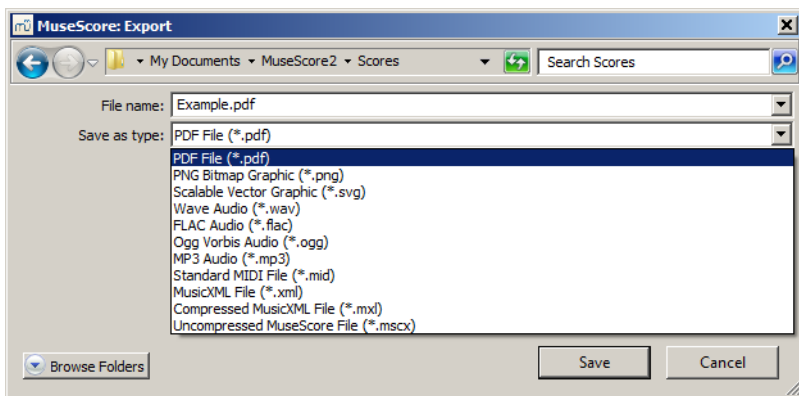 mü MuseScore: Export
My Documents MuseScore2 Scores Search Scores
File name: Example.pdf
Save as type: PDF File (*.pdf)
PDF File (*.pdf)
PNG Bitmap Graphic (*.png)
Scalable Vector Graphic (*.svg)
Wave Audio (*.wav)
FLAC Audio (*.flac)
Ogg Vorbis Audio (*.ogg)
MP3 Audio (*.mp3)
Standard MIDI File (*.mid)
MusicXML File (*.xml)
Compressed MusicXML File (*.mxl)
Uncompressed MuseScore File (*.mscx)
Browse Folders Save Cancel